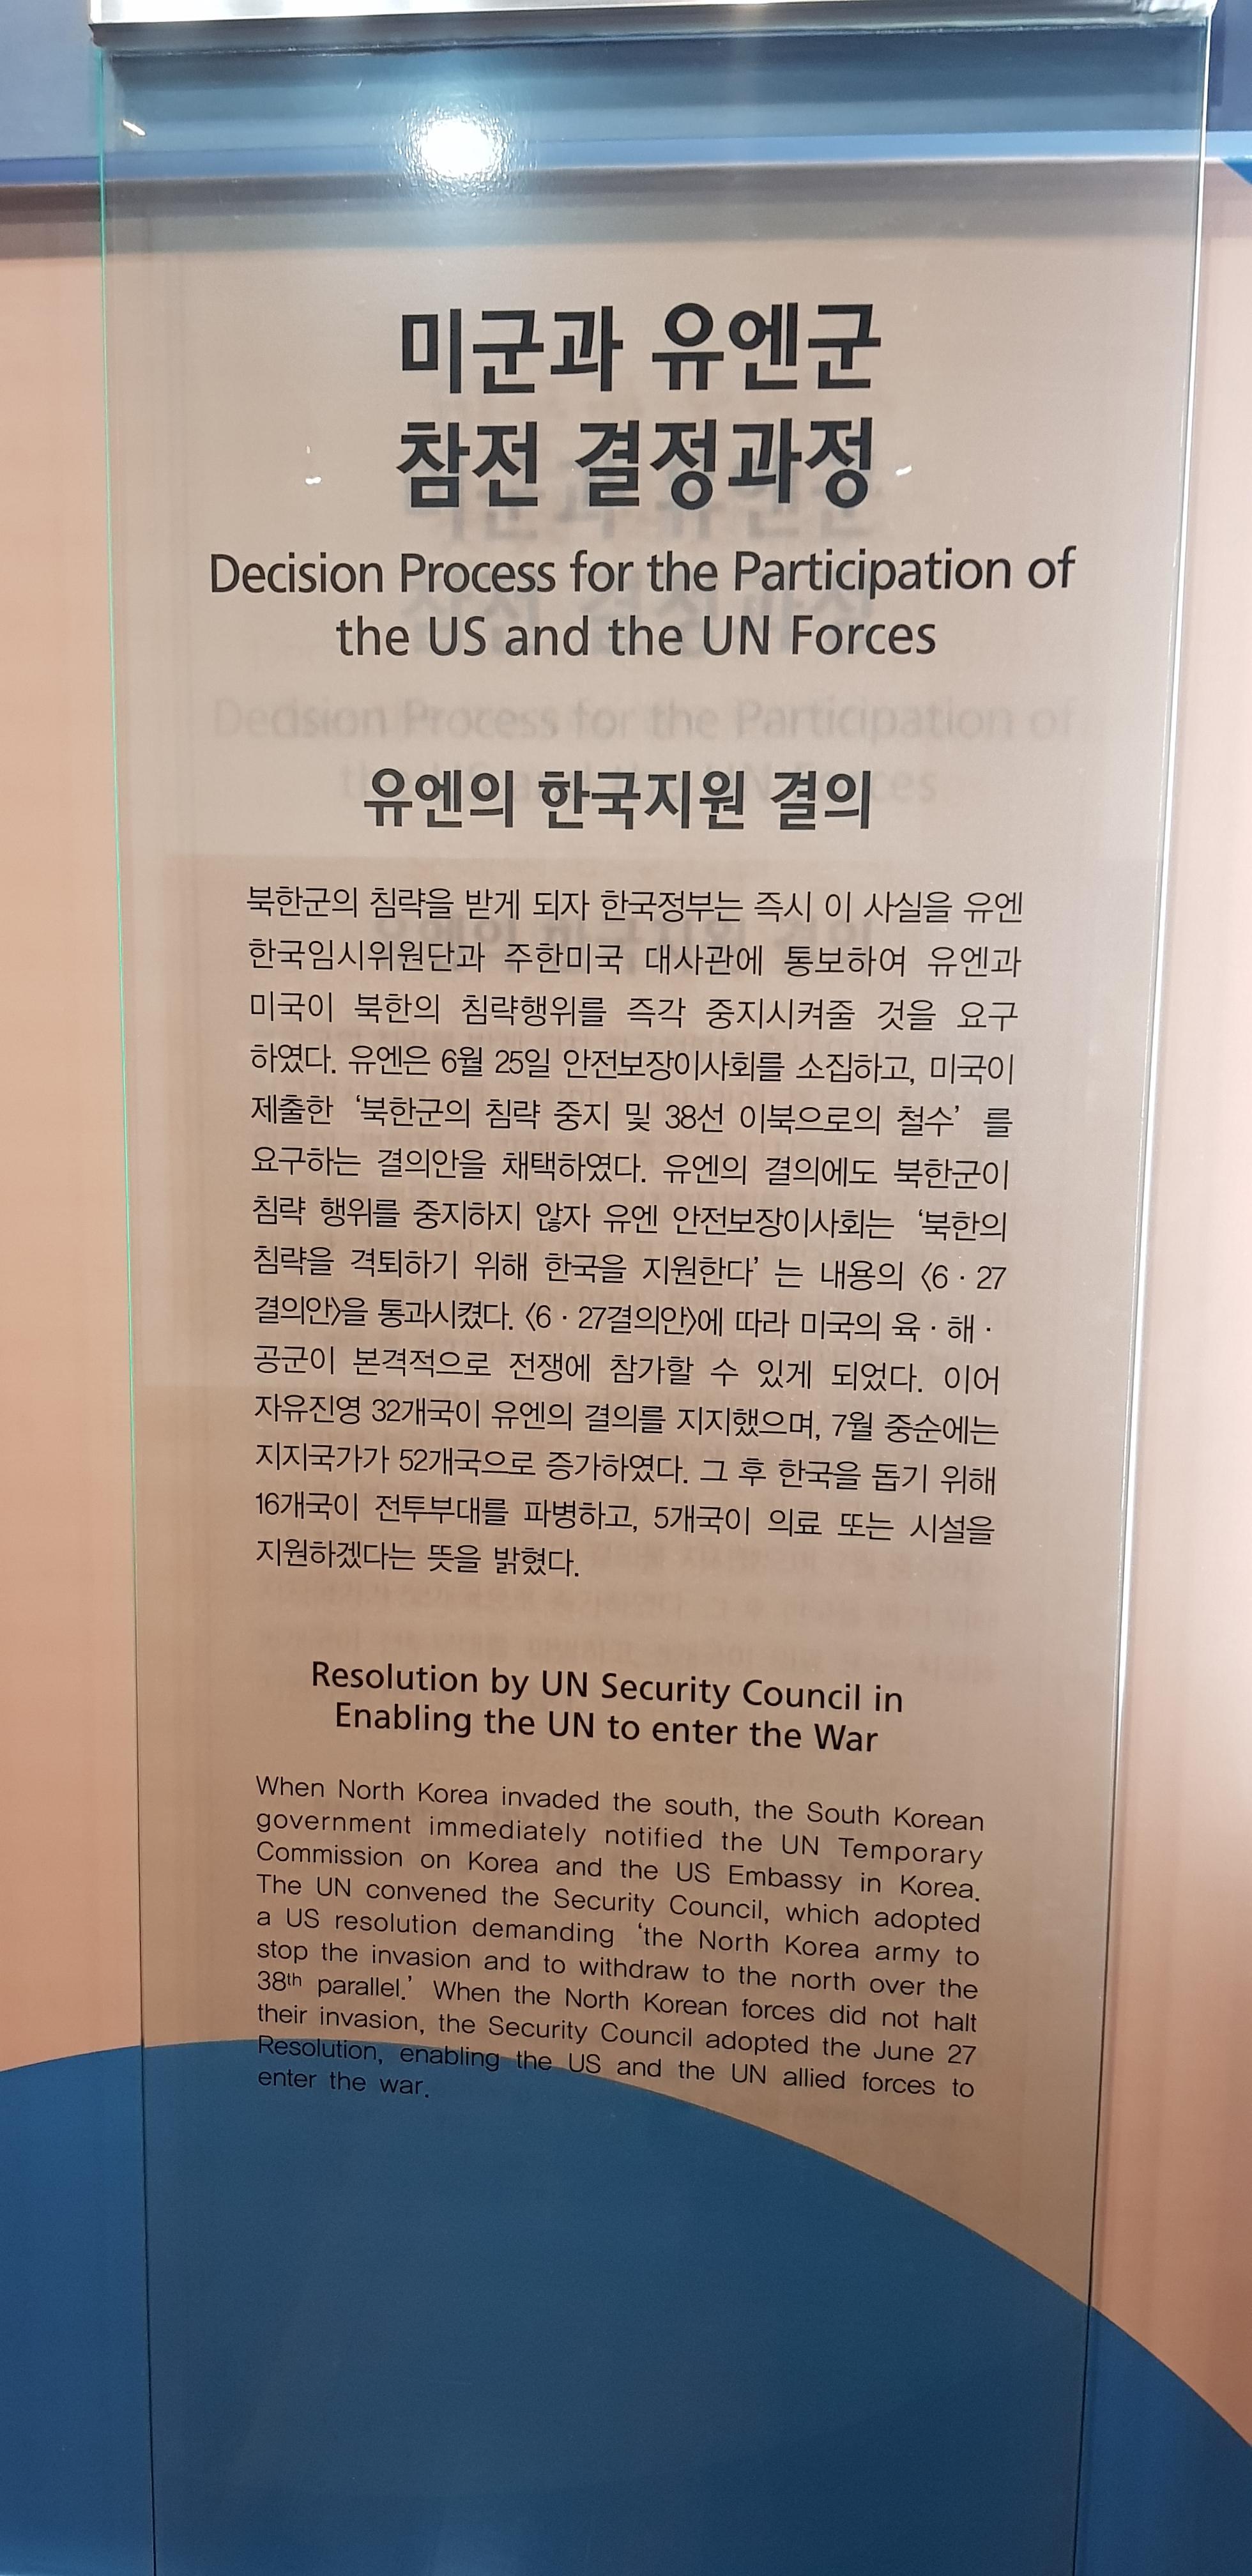 미군과 유엔군
참전 결정과정
Decision Process for the Participation of
the US and the UN Forces
유엔의 한국지원 결의
북한군의 침략을 받게 되자 한국정부는 즉시 이 사실을 유엔
한국임시위원단과 주한미국 대사관에 통보하여 유엔과
미국이 북한의 침략행위를 즉각 중지시켜줄 것을 요구
하였다. 유엔은 6월 25일 안전보장이사회를 소집하고, 미국이
제출한 ‘북한군의 침략 중지 및 38선 이북으로의 철수’ 를
요구하는 결의안을 채택하였다. 유엔의 결의에도 북한군이
침략 행위를 중지하지 않자 유엔 안전보장이사회는 ‘북한의
침략을 격퇴하기 위해 한국을 지원한다’ 는 내용의 〈6 · 27
결의안〉을 통과시켰다. 〈6 · 27결의안〉에 따라 미국의 육 · 해 ·
공군이 본격적으로 전쟁에 참가할 수 있게 되었다. 이어
자유진영 32개국이 유엔의 결의를 지지했으며, 7월 중순에는
지지국가가 52개국으로 증가하였다. 그 후 한국을 돕기 위해
16개국이 전투부대를 파병하고, 5개국이 의료 또는 시설을
지원하겠다는 뜻을 밝혔다.
Resolution by UN Security Council in
Enabling the UN to enter the War
When North Korea invaded the south, the South Korean
government immediately notified the UN Temporary
Commission on Korea and the US Embassy in Korea.
The UN convened the Security Council, which adopted
a US resolution demanding ‘the North Korea army to
stop the invasion and to withdraw to the north over the
38th parallel.’ When the North Korean forces did not halt
their invasion, the Security Council adopted the June 27
Resolution, enabling the US and the UN allied forces to
enter the war.